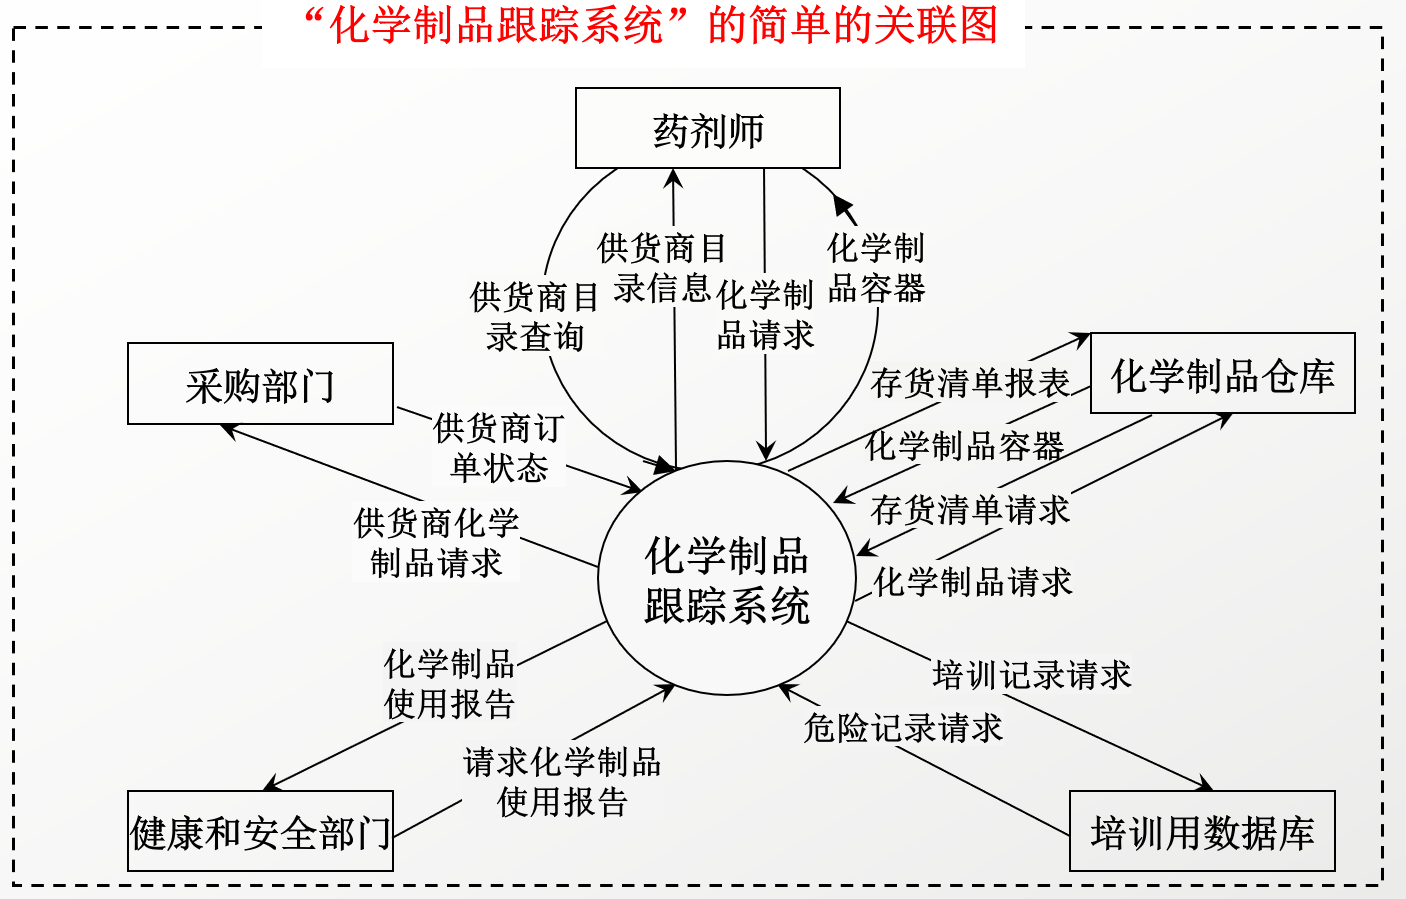 “化学制品跟踪系统”的简单的关联图
药剂师
供货商目
录查询
供货商目
录信息
化学制
品请求
化学制
品容器
采购部门
供货商订
单状态
供货商化学
制品请求
化学制品仓库
存货清单报表
化学制品容器
存货清单请求
化学制品请求
化学制品
跟踪系统
化学制品
使用报告
请求化学制品
使用报告
培训记录请求
危险记录请求
健康和安全部门
培训用数据库